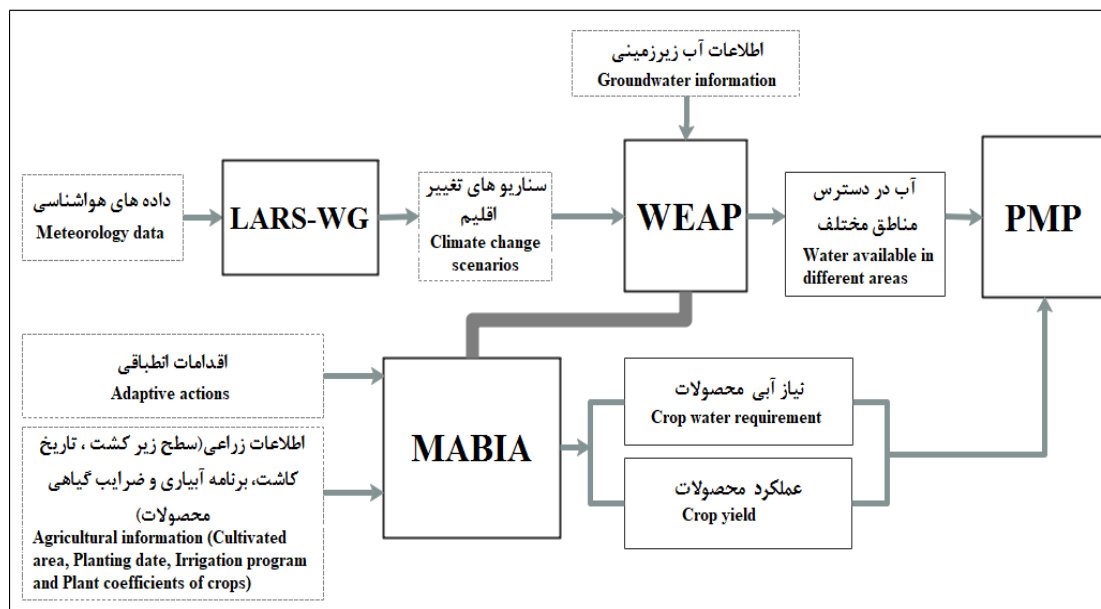 اطلاعات آب زیرزمینی
Groundwater information
داده های هواشناسی
Meteorology data
LARS-WG
سناریو های تغییر
اقلیم
Climate change
scenarios
WEAP
آب در دسترس
مناطق مختلف
Water available in
different areas
PMP
اقدامات انطباقی
Adaptive actions
اطلاعات زراعی(سطح زیر کشت ، تاریخ
کاشت، برنامه آبیاری و ضرایب گیاهی
محصولات)
Agricultural information (Cultivated
area, Planting date, Irrigation program
and Plant coefficients of crops)
MABIA
نیاز آبی محصولات
Crop water requirement
عملکرد محصولات
Crop yield